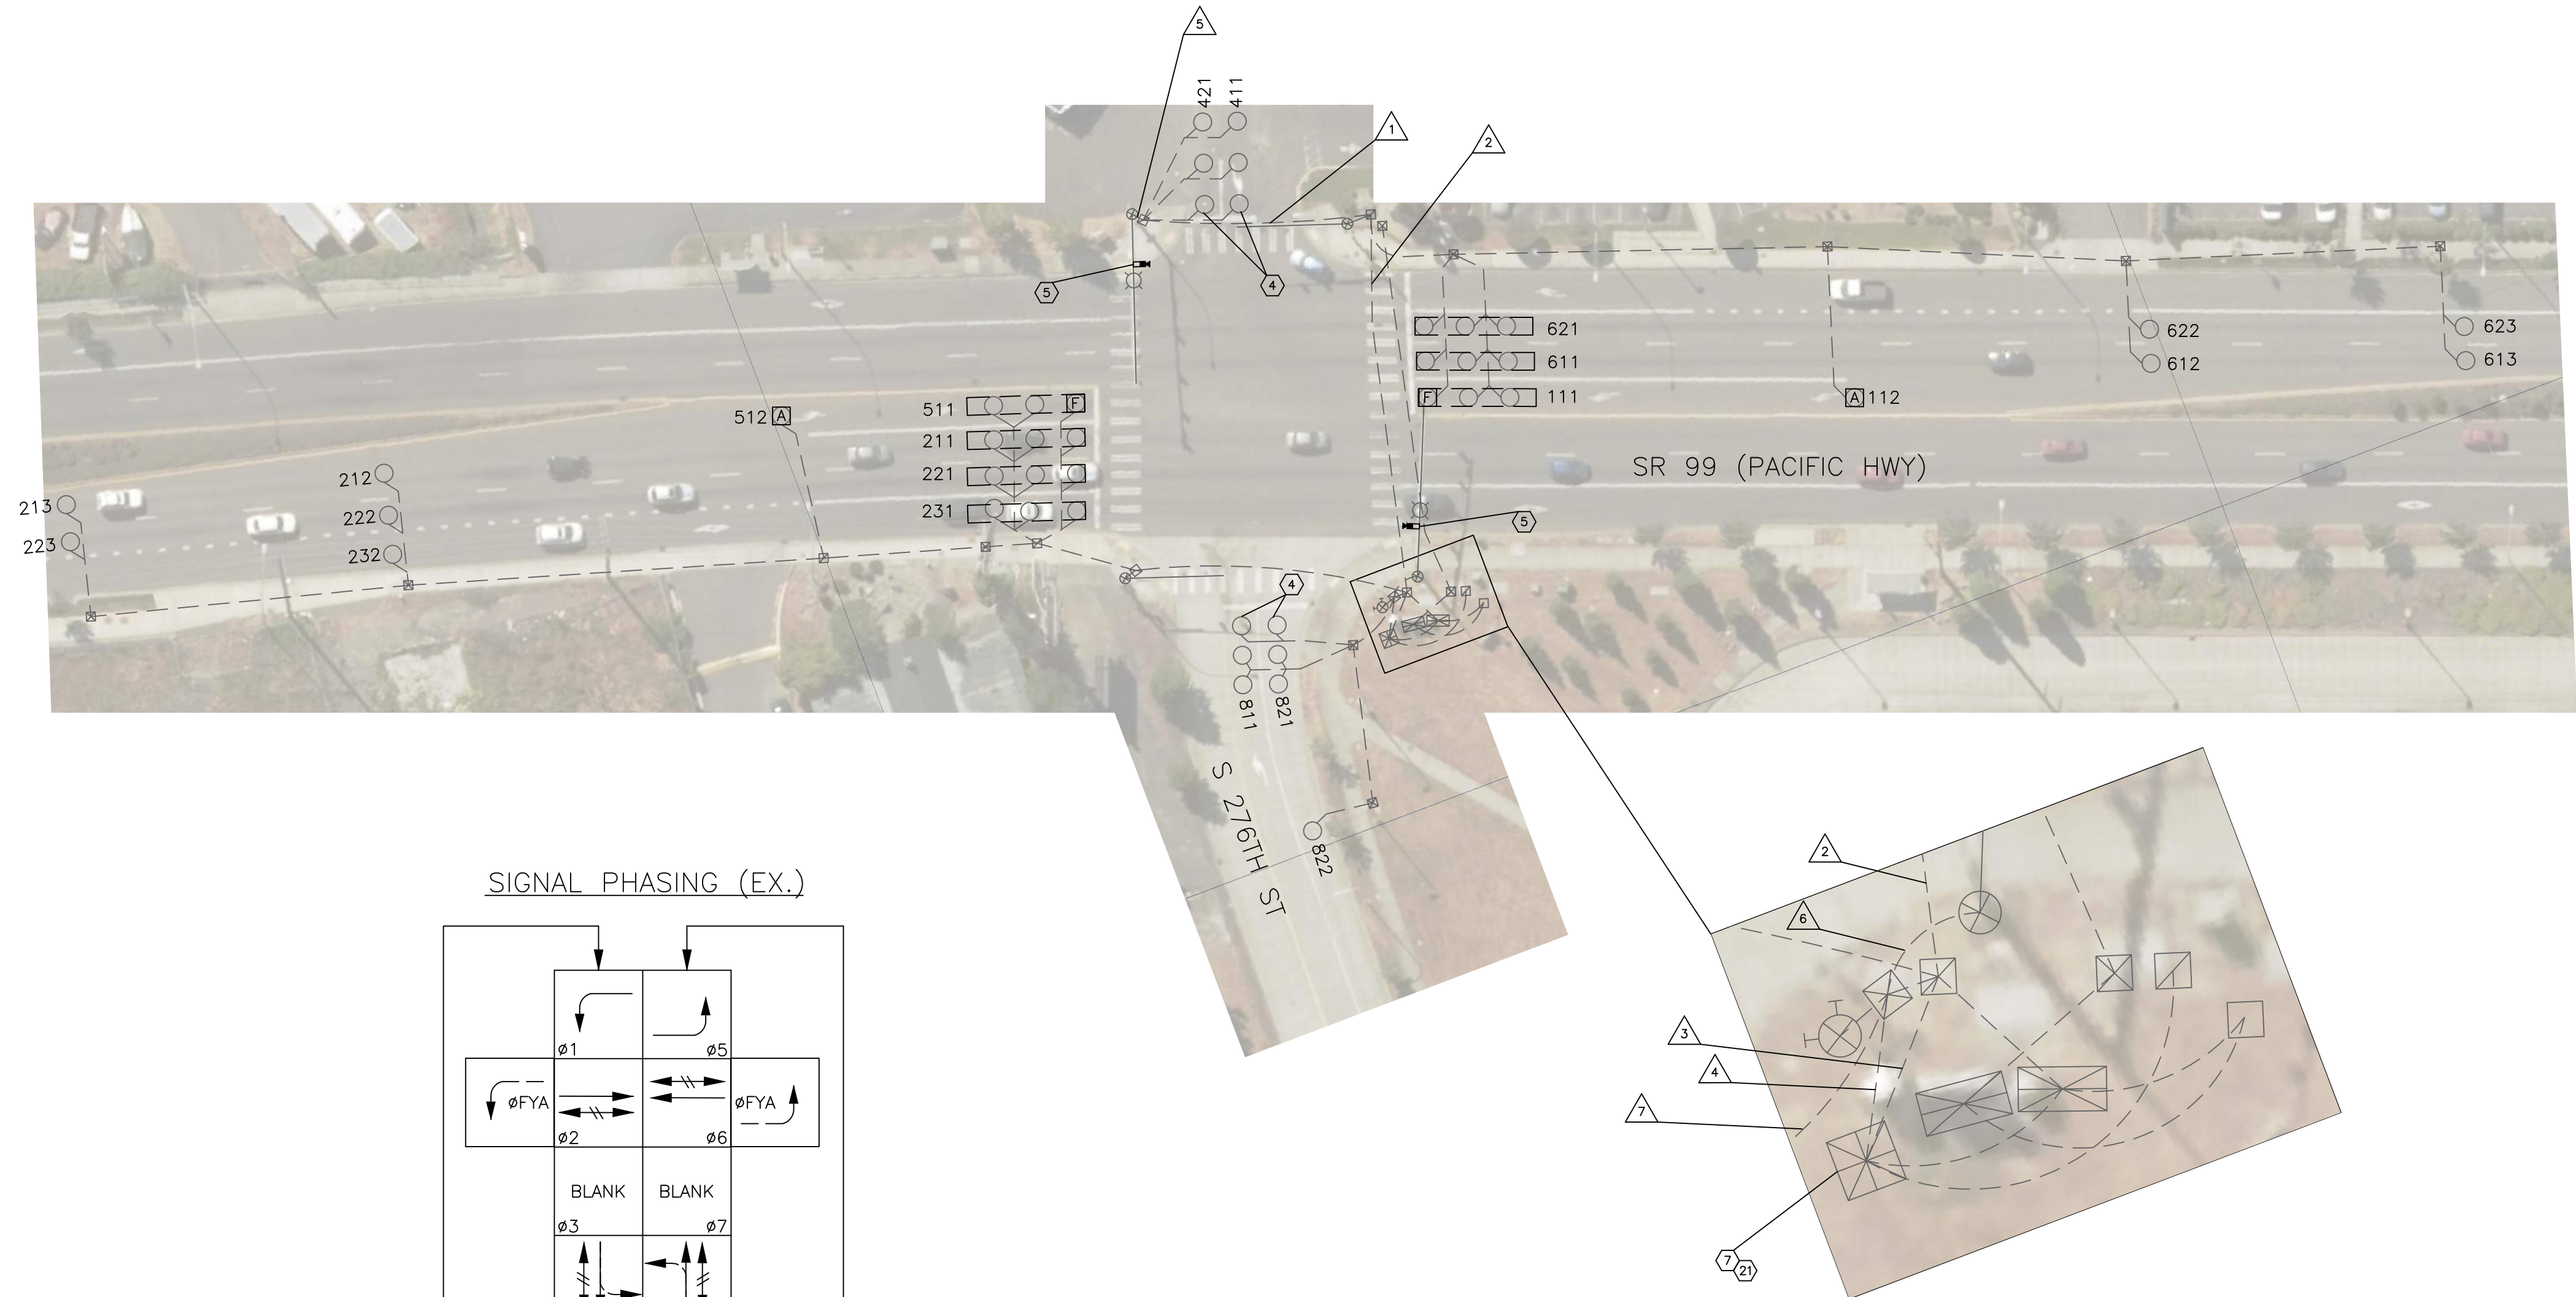 5
421
411
1
2
5
4
621
611
111
F
622
612
623
613
A
112
512
A
511
F
211
221
231
SR 99 (PACIFIC HWY)
212
222
232
213
223
5
4
811
821
822
S 276TH ST
2
6
3
4
7
7
21
SIGNAL PHASING (EX.)
ø1
ø5
øFYA
øFYA
ø2
ø6
BLANK
BLANK
ø3
ø7